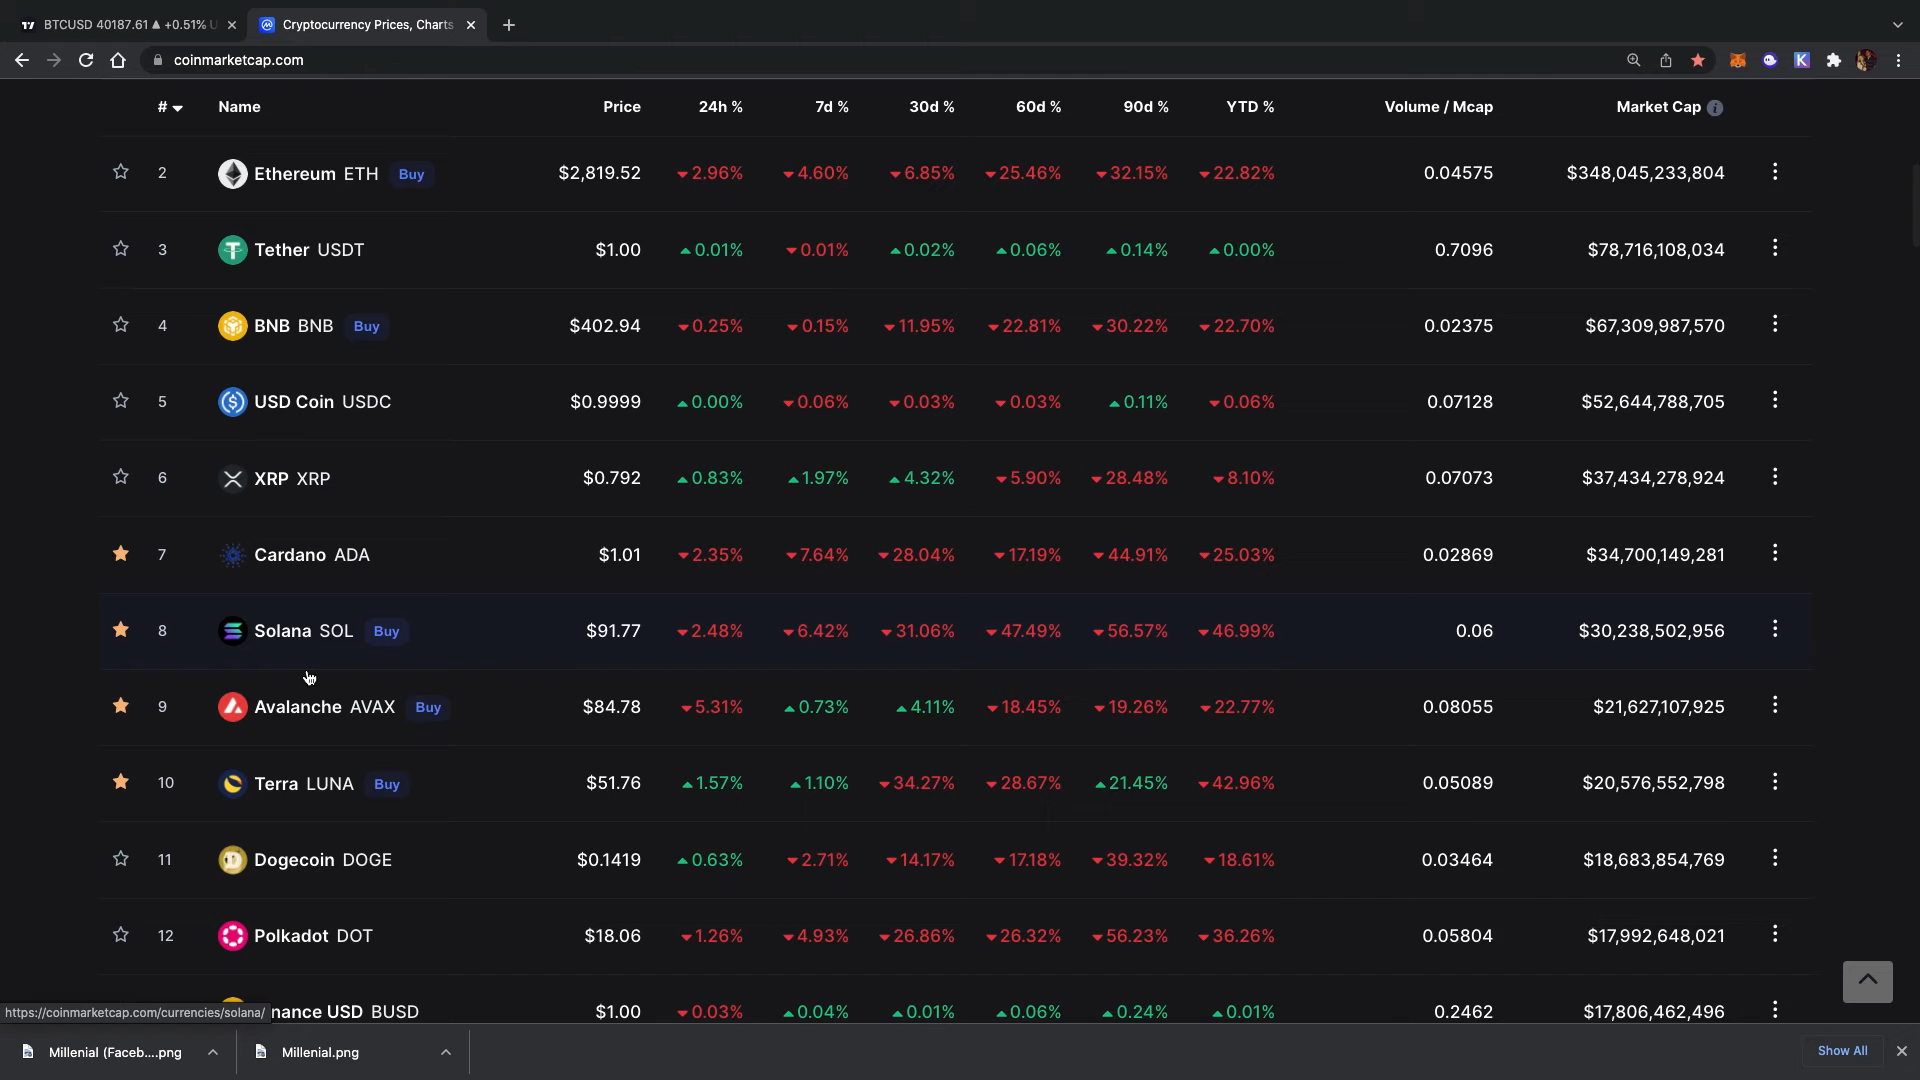 BTCUSD 40187.61 ▲ +0.51% U
Cryptocurrency Prices, Charts
coinmarketcap.com
# Name Price 24h % 7d % 30d % 60d % 90d % YTD % Volume / Mcap Market Cap
2 Ethereum ETH Buy $2,819.52 2.96% 4.60% 6.85% 25.46% 32.15% 22.82% 0.04575 $348,045,233,804
3 Tether USDT $1.00 0.01% 0.01% 0.02% 0.06% 0.14% 0.00% 0.7096 $78,716,108,034
4 BNB BNB Buy $402.94 0.25% 0.15% 11.95% 22.81% 30.22% 22.70% 0.02375 $67,309,987,570
5 USD Coin USDC $0.9999 0.00% 0.06% 0.03% 0.03% 0.11% 0.06% 0.07128 $52,644,788,705
6 XRP XRP $0.792 0.83% 1.97% 4.32% 5.90% 28.48% 8.10% 0.07073 $37,434,278,924
7 Cardano ADA $1.01 2.35% 7.64% 28.04% 17.19% 44.91% 25.03% 0.02869 $34,700,149,281
8 Solana SOL Buy $91.77 2.48% 6.42% 31.06% 47.49% 56.57% 46.99% 0.06 $30,238,502,956
9 Avalanche AVAX Buy $84.78 5.31% 0.73% 4.11% 18.45% 19.26% 22.77% 0.08055 $21,627,107,925
10 Terra LUNA Buy $51.76 1.57% 1.10% 34.27% 28.67% 21.45% 42.96% 0.05089 $20,576,552,798
11 Dogecoin DOGE $0.1419 0.63% 2.71% 14.17% 17.18% 39.32% 18.61% 0.03464 $18,683,854,769
12 Polkadot DOT $18.06 1.26% 4.93% 26.86% 26.32% 56.23% 36.26% 0.05804 $17,992,648,021
nance USD BUSD $1.00 0.03% 0.04% 0.01% 0.06% 0.24% 0.01% 0.2462 $17,806,462,496
https://coinmarketcap.com/currencies/solana/
Millenial (Faceb....png
Millenial.png
Show All